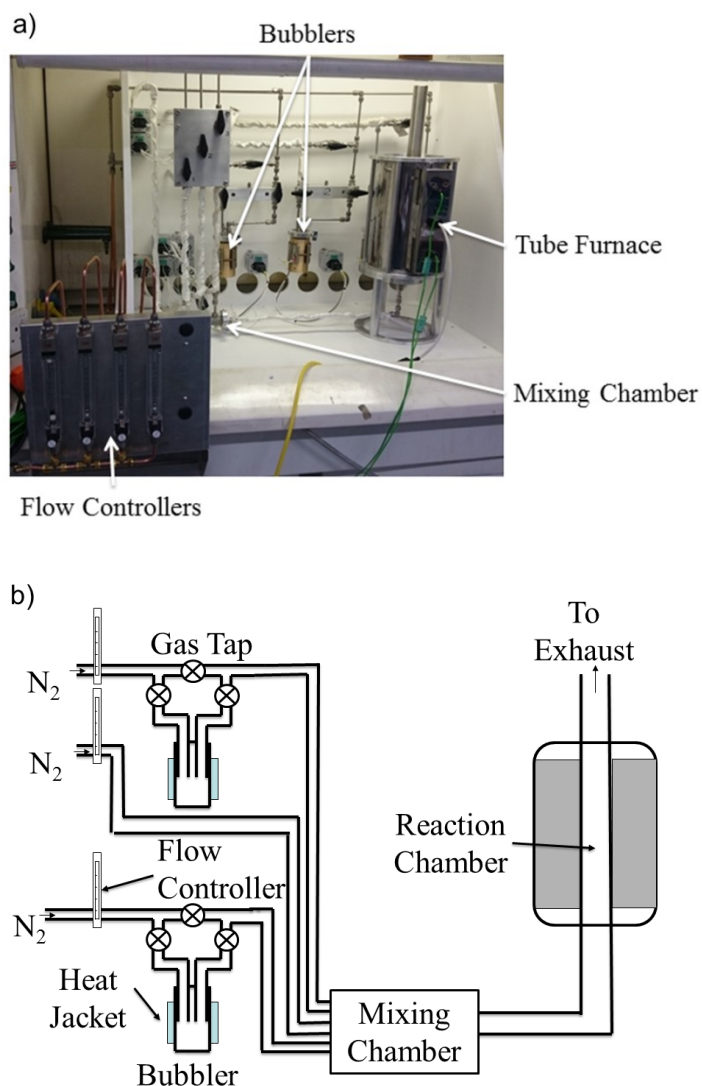 a)
Bubblers
Tube Furnace
Mixing Chamber
Flow Controllers
b)
Gas Tap
To
Exhaust
N2
N2
Reaction
Chamber
Flow
Controller
N2
Heat
Jacket
Mixing
Chamber
Bubbler